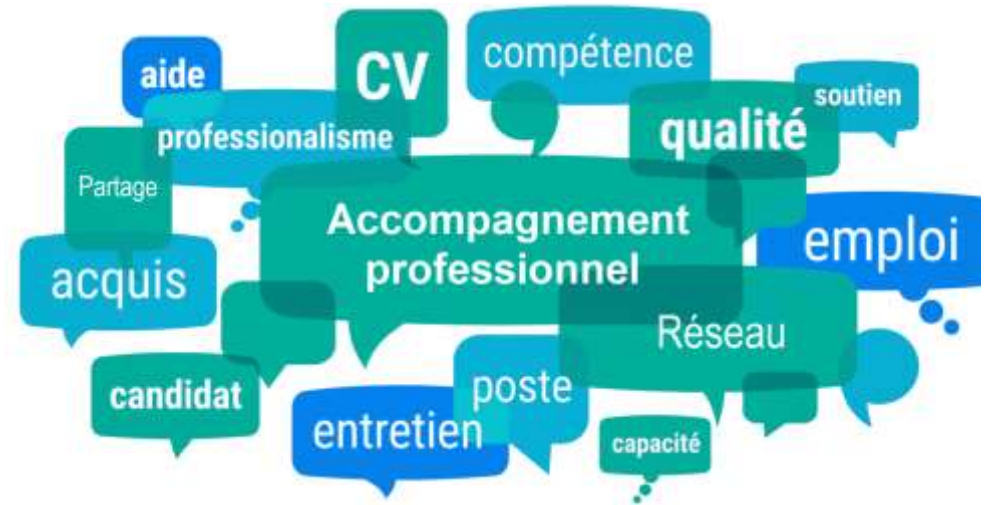 compétence
CV
aide
soutien
qualité
professionalisme
Partage
Accompagnement
professionnel
emploi
acquis
Réseau
poste
candidat
entretien
capacité